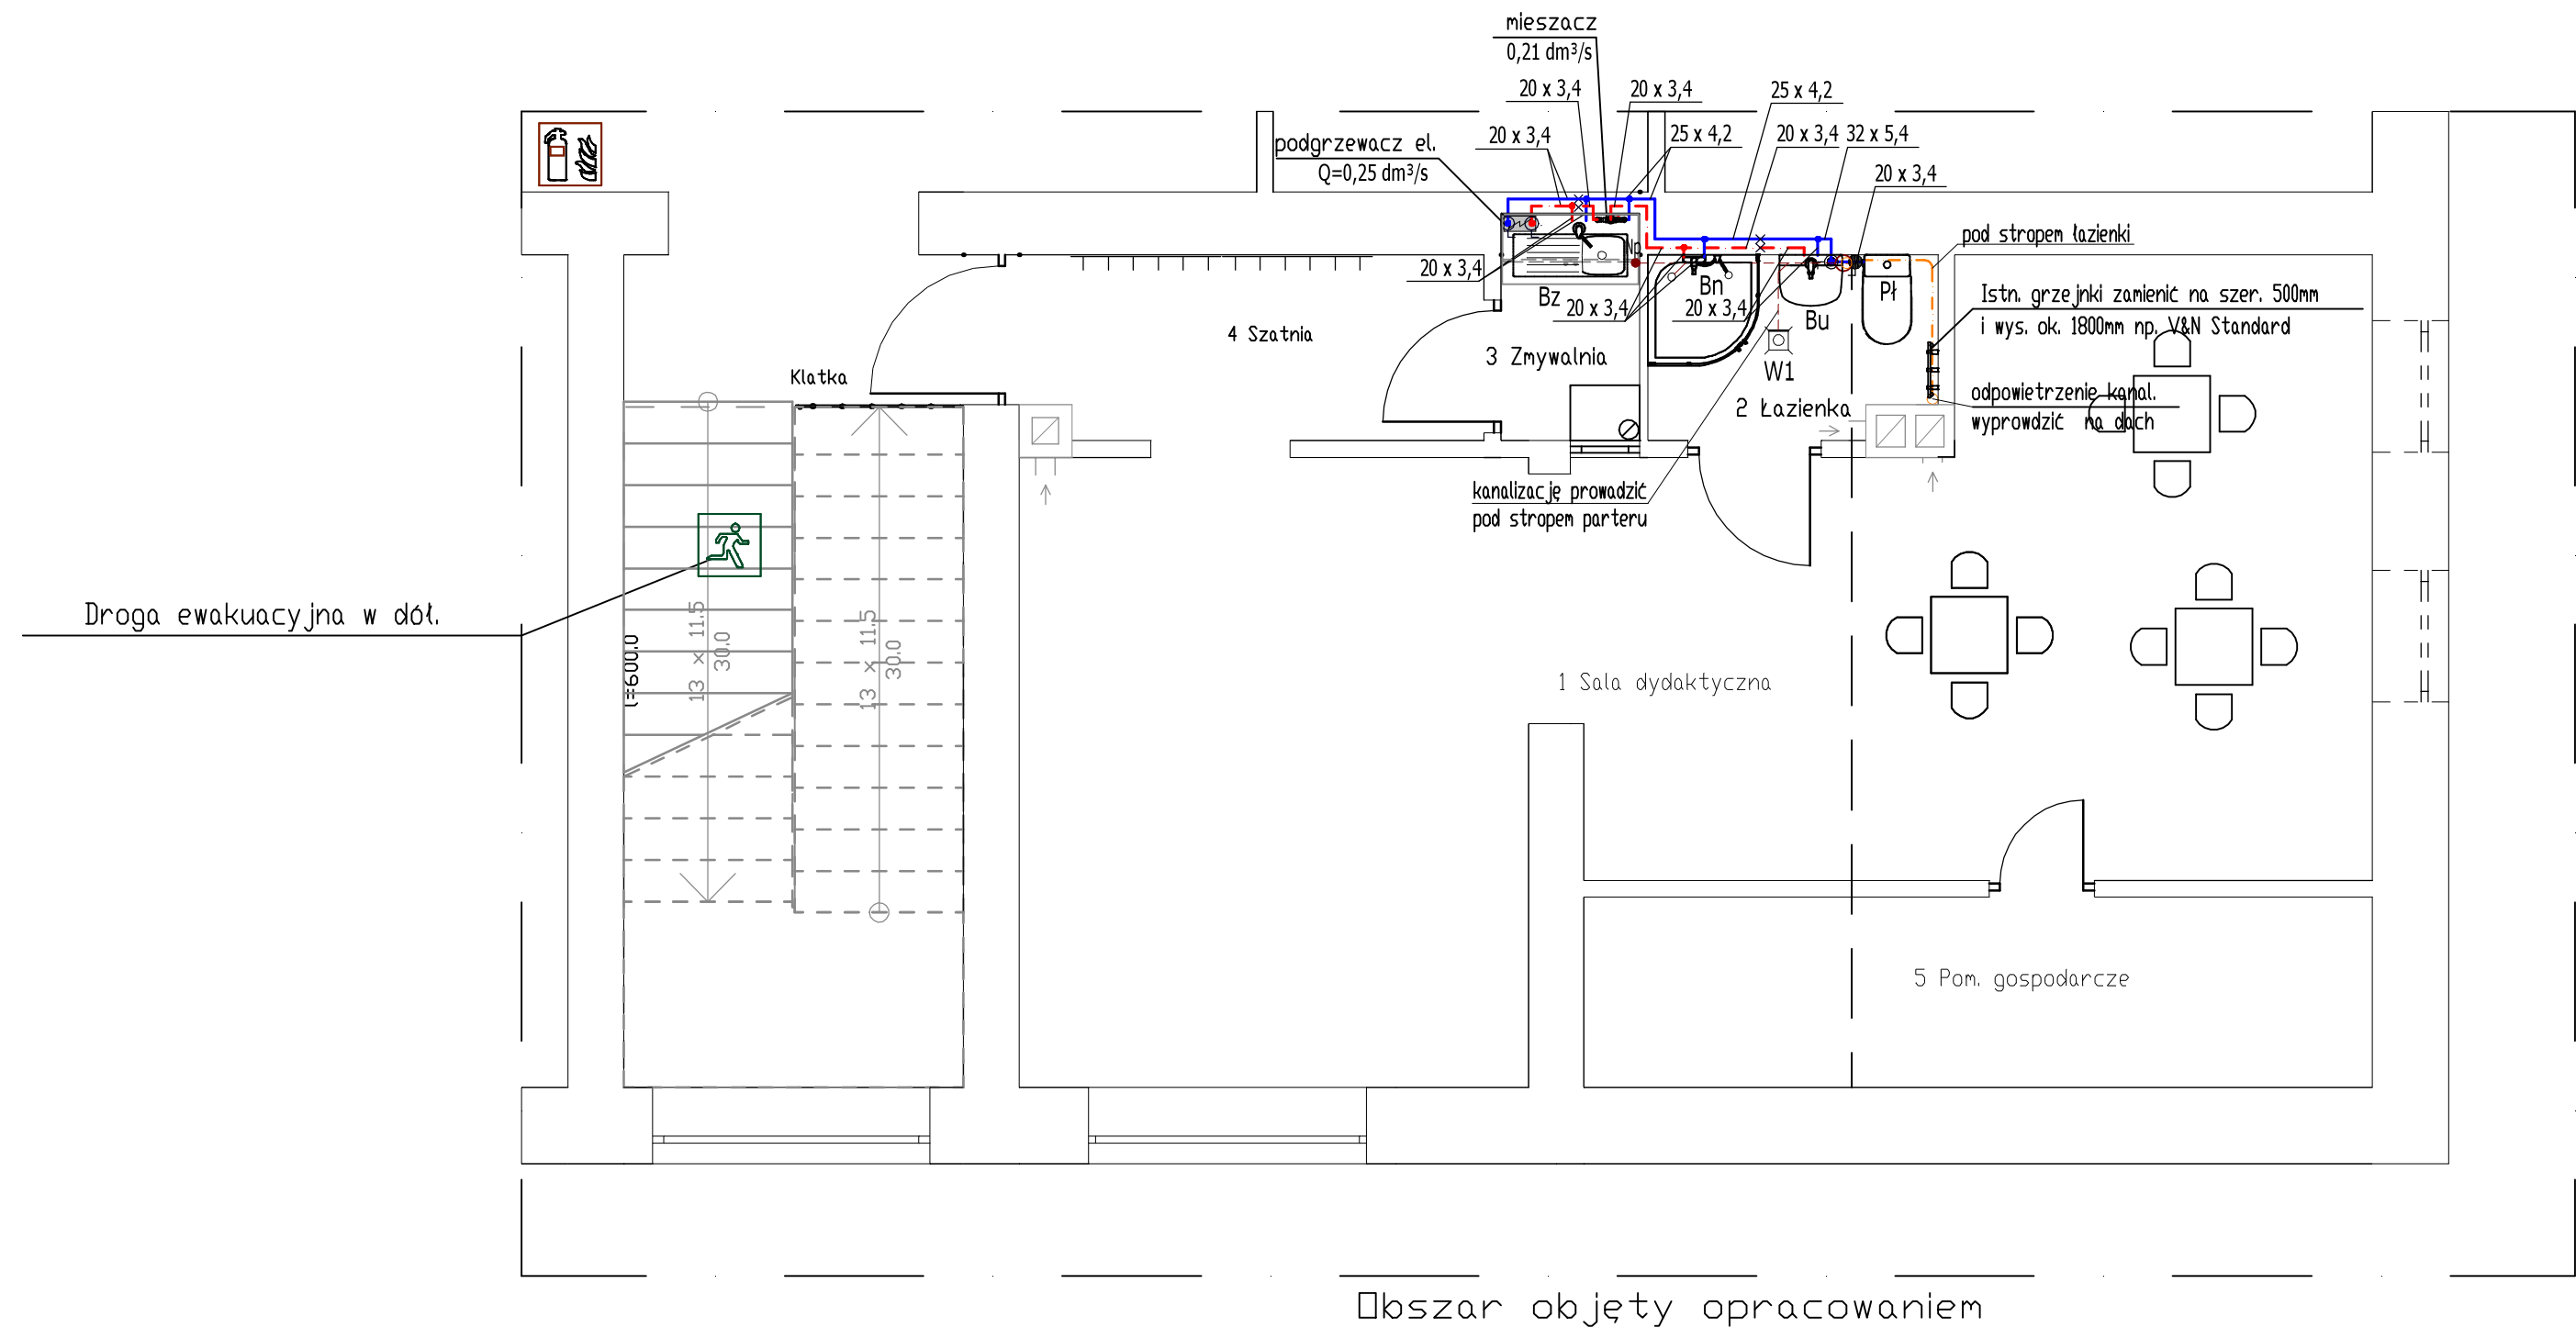 mieszacz
0,21 dm³/s
20 x 3,4
20 x 3,4
25 x 4,2
20 x 3,4
25 x 4,2
20 x 3,4
32 x 5,4
podgrzewacz el.
Q=0,25 dm³/s
20 x 3,4
pod stropem łazienki
Np
20 x 3,4
Bz
Bn
Pł
20 x 3,4
20 x 3,4
Bu
Istn. grzejnki zamienić na szer. 500mm
i wys. ok. 1800mm np. V&N Standard
4 Szatnia
3 Zmywalnia
W1
Klatka
2 Łazienka
odpowietrzenie kanal.
wyprowdzić na dach
kanalizację prowadzić
pod stropem parteru
Droga ewakuacyjna w dół.
l=600.0
13 x 11.5
30.0
13 x 11.5
30.0
1 Sala dydaktyczna
5 Pom. gospodarcze
Obszar objęty opracowaniem